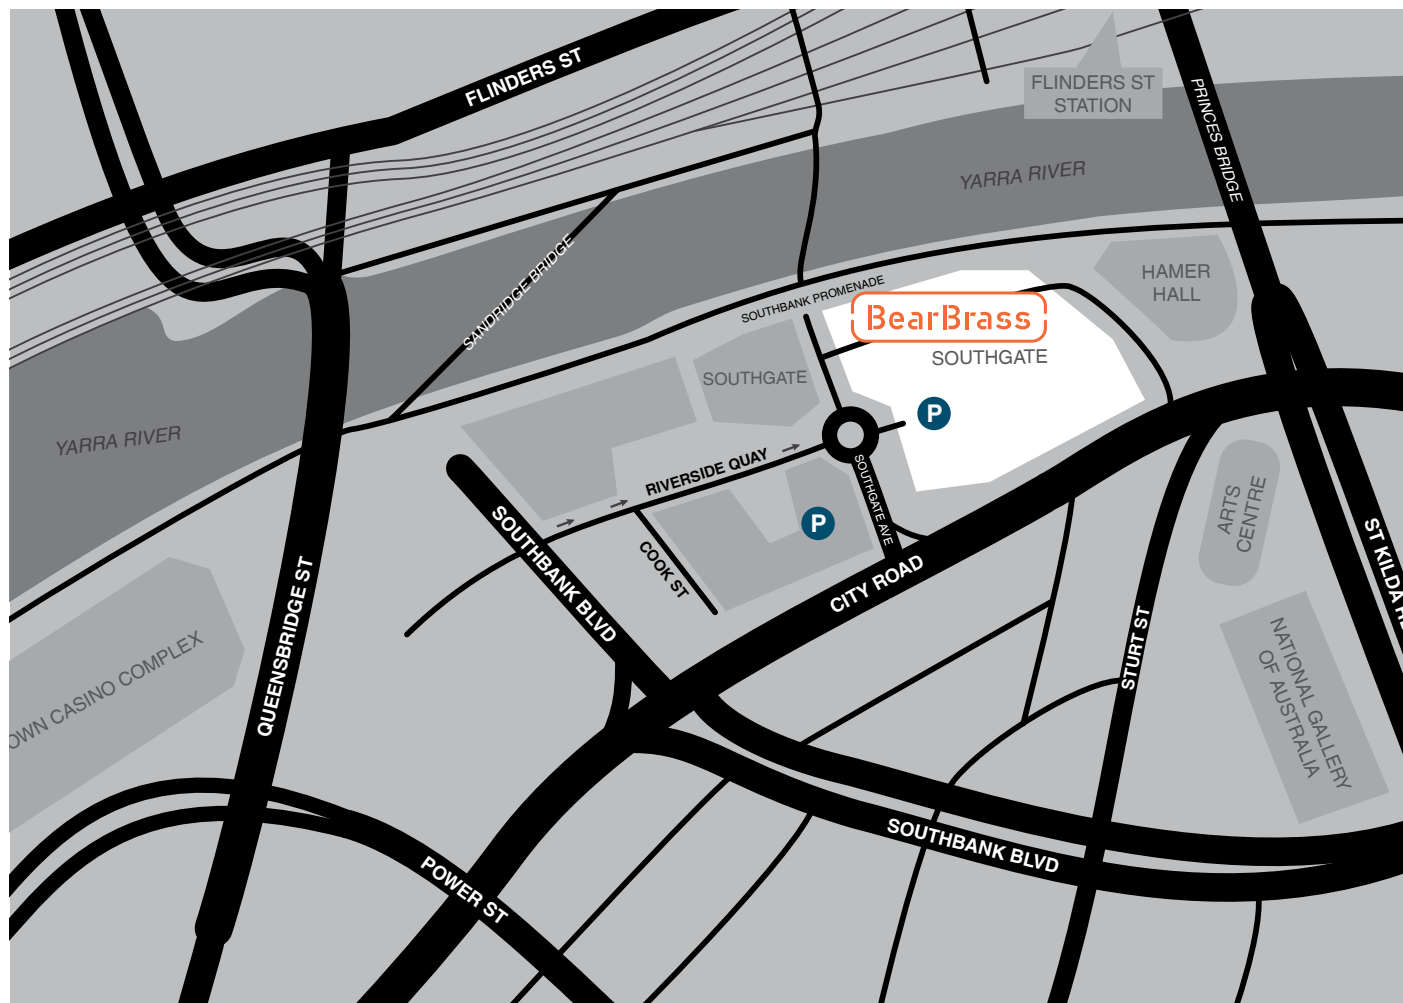 FLINDERS ST
FLINDERS ST
STATION
PRINCES BRIDGE
YARRA RIVER
SANDRIDGE BRIDGE
HAMER
HALL
SOUTHBANK PROMENADE
BearBrass
SOUTHGATE
SOUTHGATE
P
YARRA RIVER
RIVERSIDE QUAY
SOUTHGATE AVE
P
ARTS
CENTRE
SOUTHBANK BLVD
COOK ST
CITY ROAD
ST KILDA
QUEENSBRIDGE ST
OWN CASINO COMPLEX
STURT ST
NATIONAL GALLERY
OF AUSTRALIA
SOUTHBANK BLVD
POWER ST